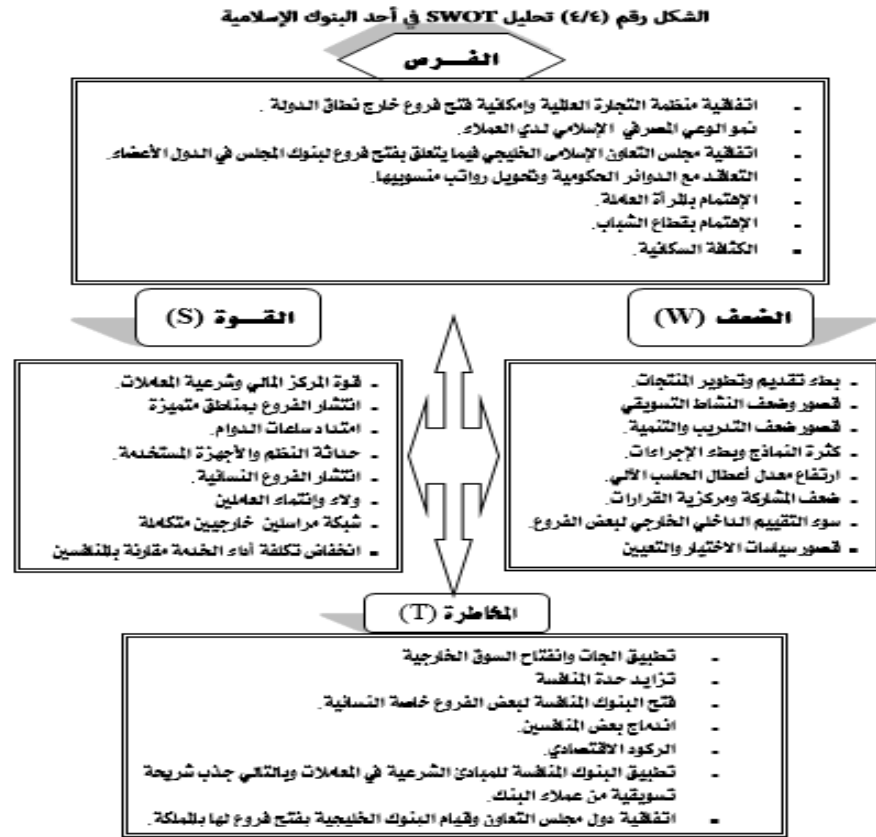 الشكل رقم (٤/٤) تحليل SWOT في أحد البنوك الإسلامية
الفـــرص
- اتفاقية منظمة التجارة العالمية وإمكانية فتح فروع خارج نطاق الدولة .
- نمو الوعي المصرفي الإسلامي لدي العملاء.
- اتفاقية مجلس التعاون الإسلامي الخليجي فيما يتعلق بفتح فروع لبنوك المجلس في الدول الأعضاء.
- التعاقد مع الدوائر الحكومية وتحويل رواتب منسوبيها.
- الإهتمام بالمرأة العاملة.
- الإهتمام بقطاع الشباب.
- الكثافة السكانية.
القـــوة (S)
- قوة المركز المالي وشرعية المعاملات.
- انتشار الفروع بمناطق متميزة
- امتداد ساعات الدوام.
- حداثة النظم والأجهزة المستخدمة.
- انتشار الفروع النسائية.
- ولاء وإنتماء العاملين
- شبكة مراسلين خارجيين متكاملة
- انخفاض تكلفة أداء الخدمة مقارنة بالمنافسين
الضعف (W)
- بطء تقديم وتطوير المنتجات.
- قصور وضعف النشاط التسويقي
- قصور ضعف التدريب والتنمية.
- كثرة النماذج وبطء الإجراءات.
- ارتفاع معدل أعطال الحاسب الآلي.
- ضعف المشاركة ومركزية القرارات.
- سوء التقييم الداخلي الخارجي لبعض الفروع.
- قصور سياسات الاختيار والتعيين
المخاطرة (T)
- تطبيق الجات وانفتاح السوق الخارجية
- تزايد حدة المنافسة
- فتح البنوك المنافسة لبعض الفروع خاصة النسائية.
- اندماج بعض المنافسين.
- الركود الاقتصادي.
- تطبيق البنوك المنافسة للمبادئ الشرعية في المعاملات وبالتالي جذب شريحة
تسويقية من عملاء البنك.
- اتفاقية دول مجلس التعاون وقيام البنوك الخليجية بفتح فروع لها بالمملكة.